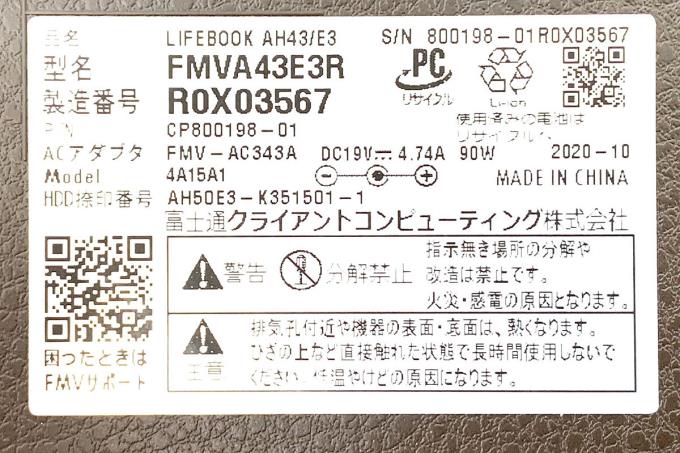 品名 LIFEBOOK AH43/E3 S/N 800198-01R0X03567
型名 FMVA43E3R
製造番号 R0X03567
PC
リサイクル
Li-ion
使用済みの電池は
リサイクルへ
P/N CP800198-01
ACアダプタ FMV-AC343A DC19V 4.74A 90W 2020-10
Model 4A15A1 MADE IN CHINA
HDD捺印番号 AH50E3-K351501-1
富士通クライアントコンピューティング株式会社
警告 分解禁止
指示無き場所の分解や
改造は禁止です。
火災・感電の原因となります。
注意
排気孔付近や機器の表面・底面は、熱くなります。
ひざの上など直接触れた状態で長時間使用しないで
ください。低温やけどの原因になります。
困ったときは
FMVサポート